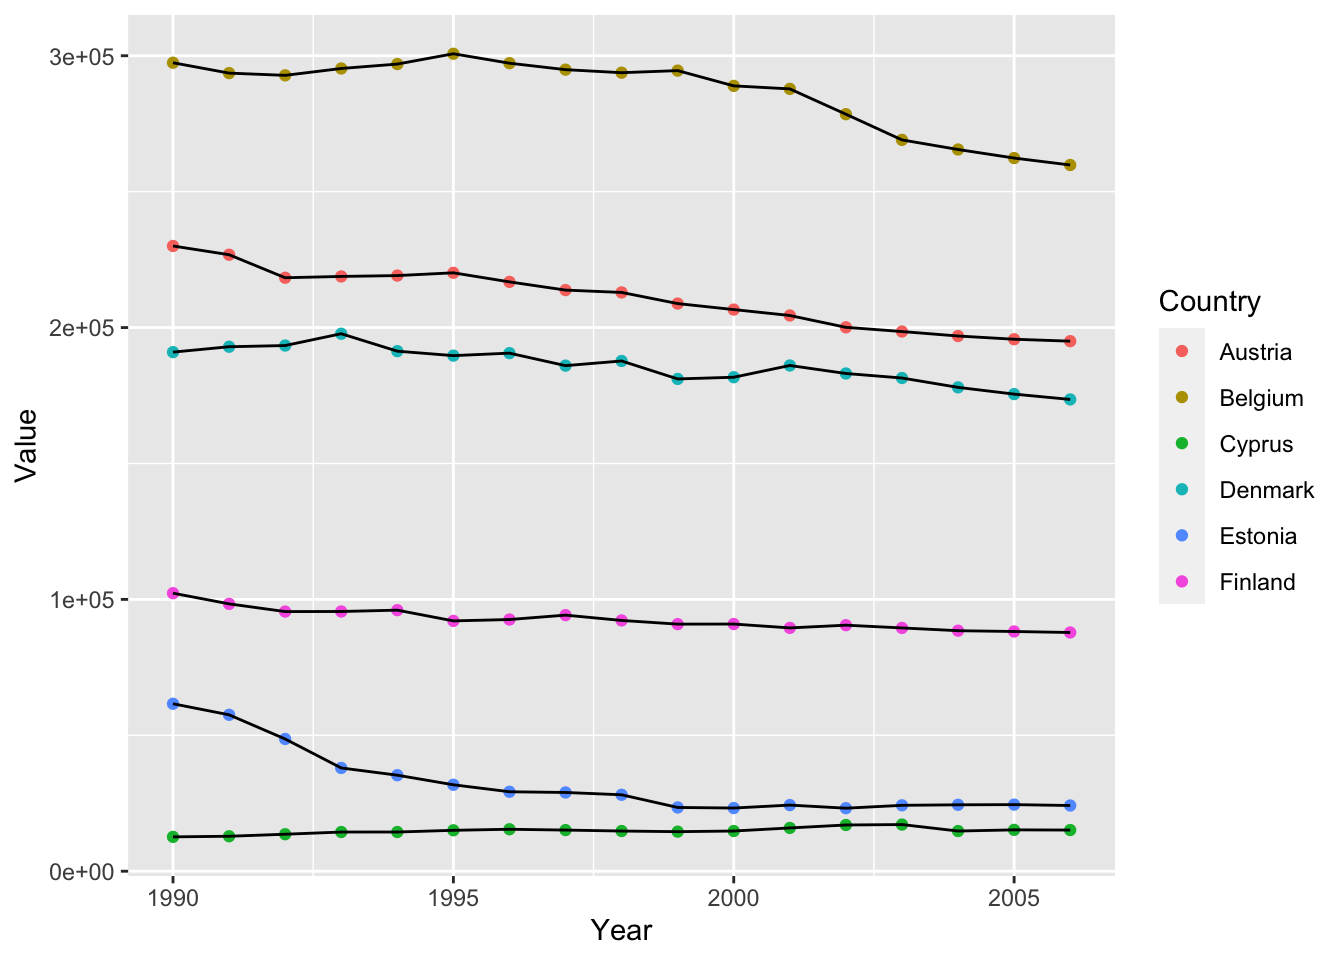 3e+05
2e+05
1e+05
0e+00
Value
1990 1995 2000 2005
Year
Country
Austria
Belgium
Cyprus
Denmark
Estonia
Finland